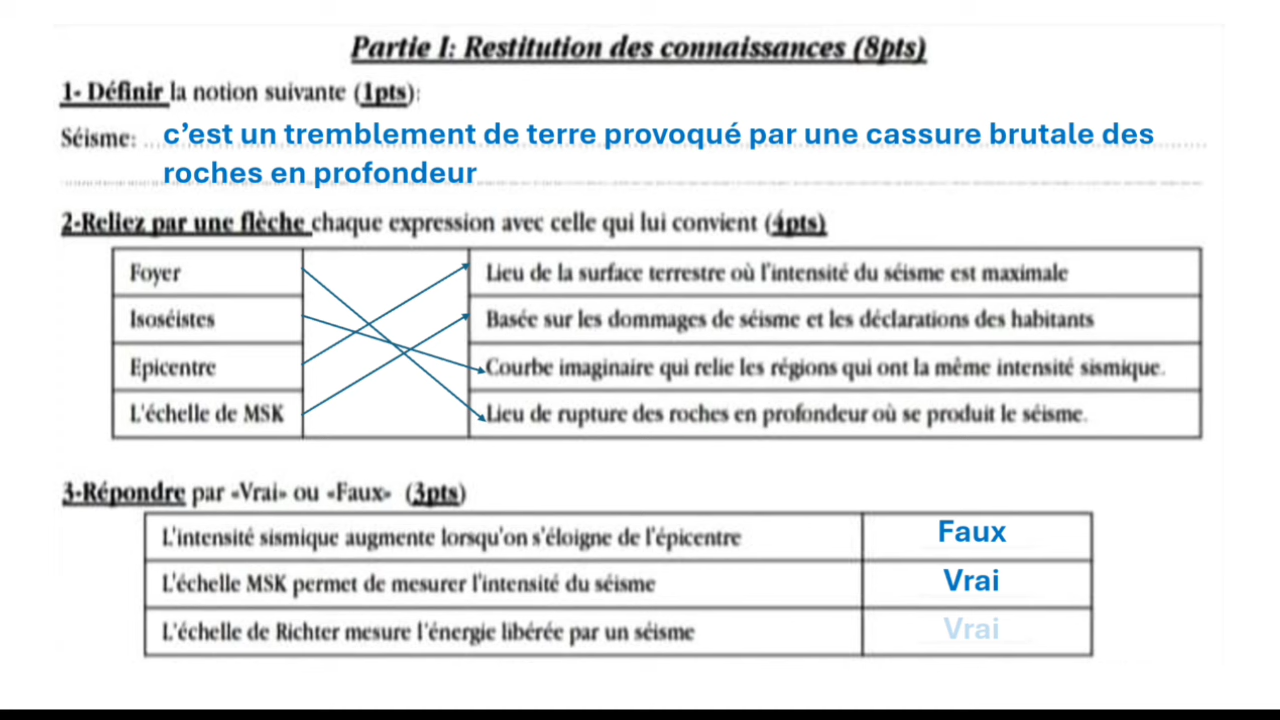 Partie I: Restitution des connaissances (8pts)
1- Définir la notion suivante (1pts):
Séisme: c’est un tremblement de terre provoqué par une cassure brutale des
roches en profondeur
2-Reliez par une flèche chaque expression avec celle qui lui convient (4pts)
Foyer Lieu de la surface terrestre où l'intensité du séisme est maximale
Isoséistes Basée sur les dommages de séisme et les déclarations des habitants
Epicentre Courbe imaginaire qui relie les régions qui ont la même intensité sismique.
L'échelle de MSK Lieu de rupture des roches en profondeur où se produit le séisme.
3-Répondre par «Vrai» ou «Faux» (3pts)
L'intensité sismique augmente lorsqu'on s'éloigne de l'épicentre Faux
L'échelle MSK permet de mesurer l'intensité du séisme Vrai
L'échelle de Richter mesure l'énergie libérée par un séisme Vrai